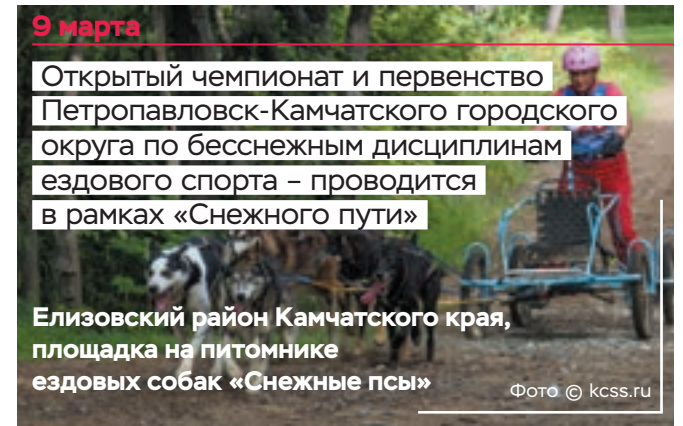 9 марта
Открытый чемпионат и первенство
Петропавловск-Камчатского городского
округа по бесснежным дисциплинам
ездового спорта – проводится
в рамках «Снежного пути»
Елизовский район Камчатского края,
площадка на питомнике
ездовых собак «Снежные псы»
Фото © kcss.ru